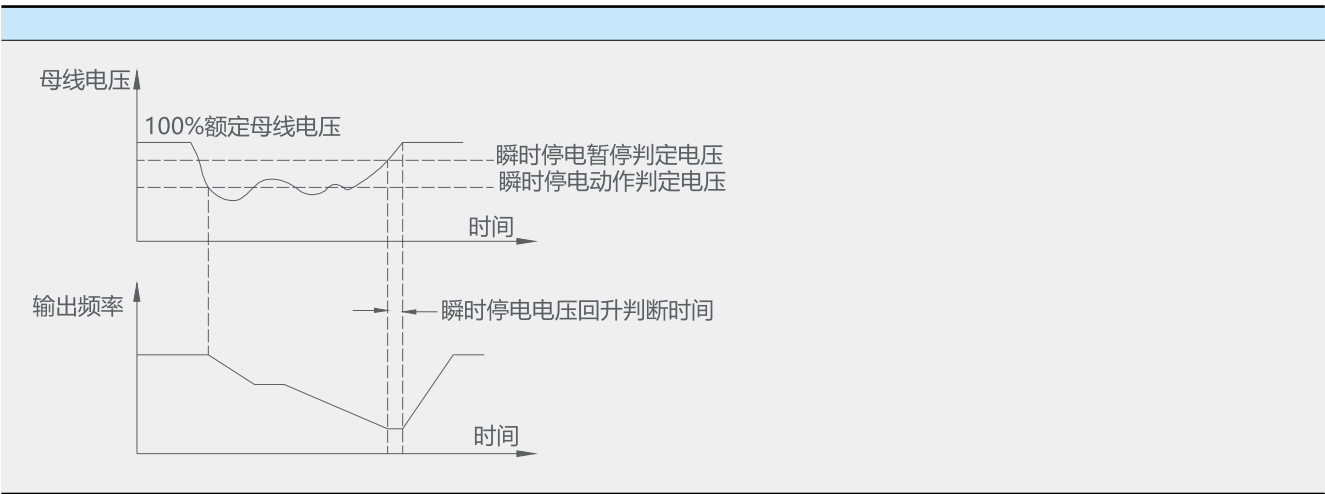 母线电压
100%额定母线电压
瞬时停电暂停判定电压
瞬时停电动作判定电压
时间
输出频率
瞬时停电电压回升判断时间
时间